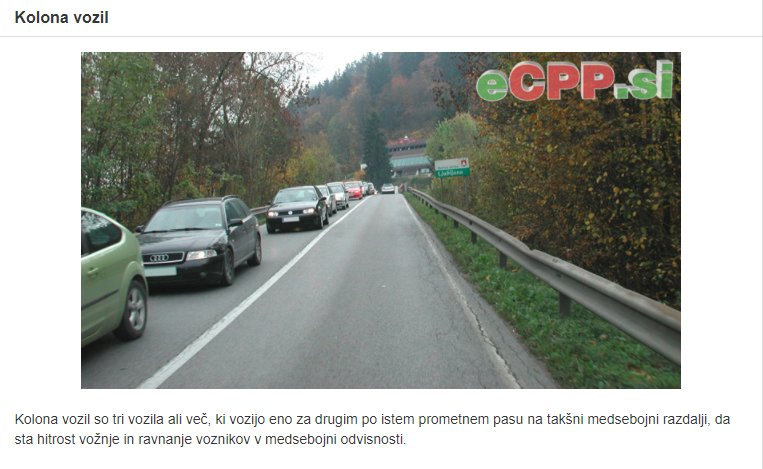 Kolona vozil
eCPP.si
Ljubljana
Kolona vozil so tri vozila ali več, ki vozijo eno za drugim po istem prometnem pasu na takšni medsebojni razdalji, da
sta hitrost vožnje in ravnanje voznikov v medsebojni odvisnosti.